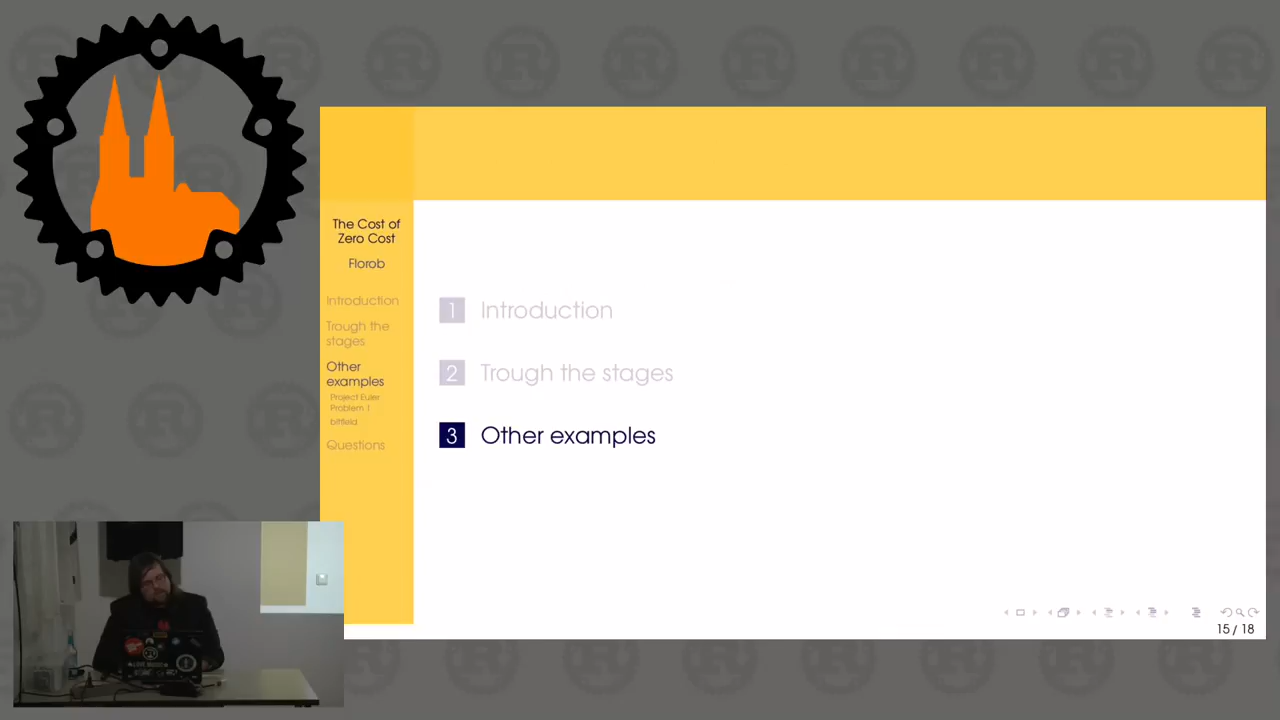 The Cost of
Zero Cost
Florob
Introduction
Trough the
stages
Other
examples
Project Euler
Problem 1
bitfield
Questions
1 Introduction
2 Trough the stages
3 Other examples
15 / 18